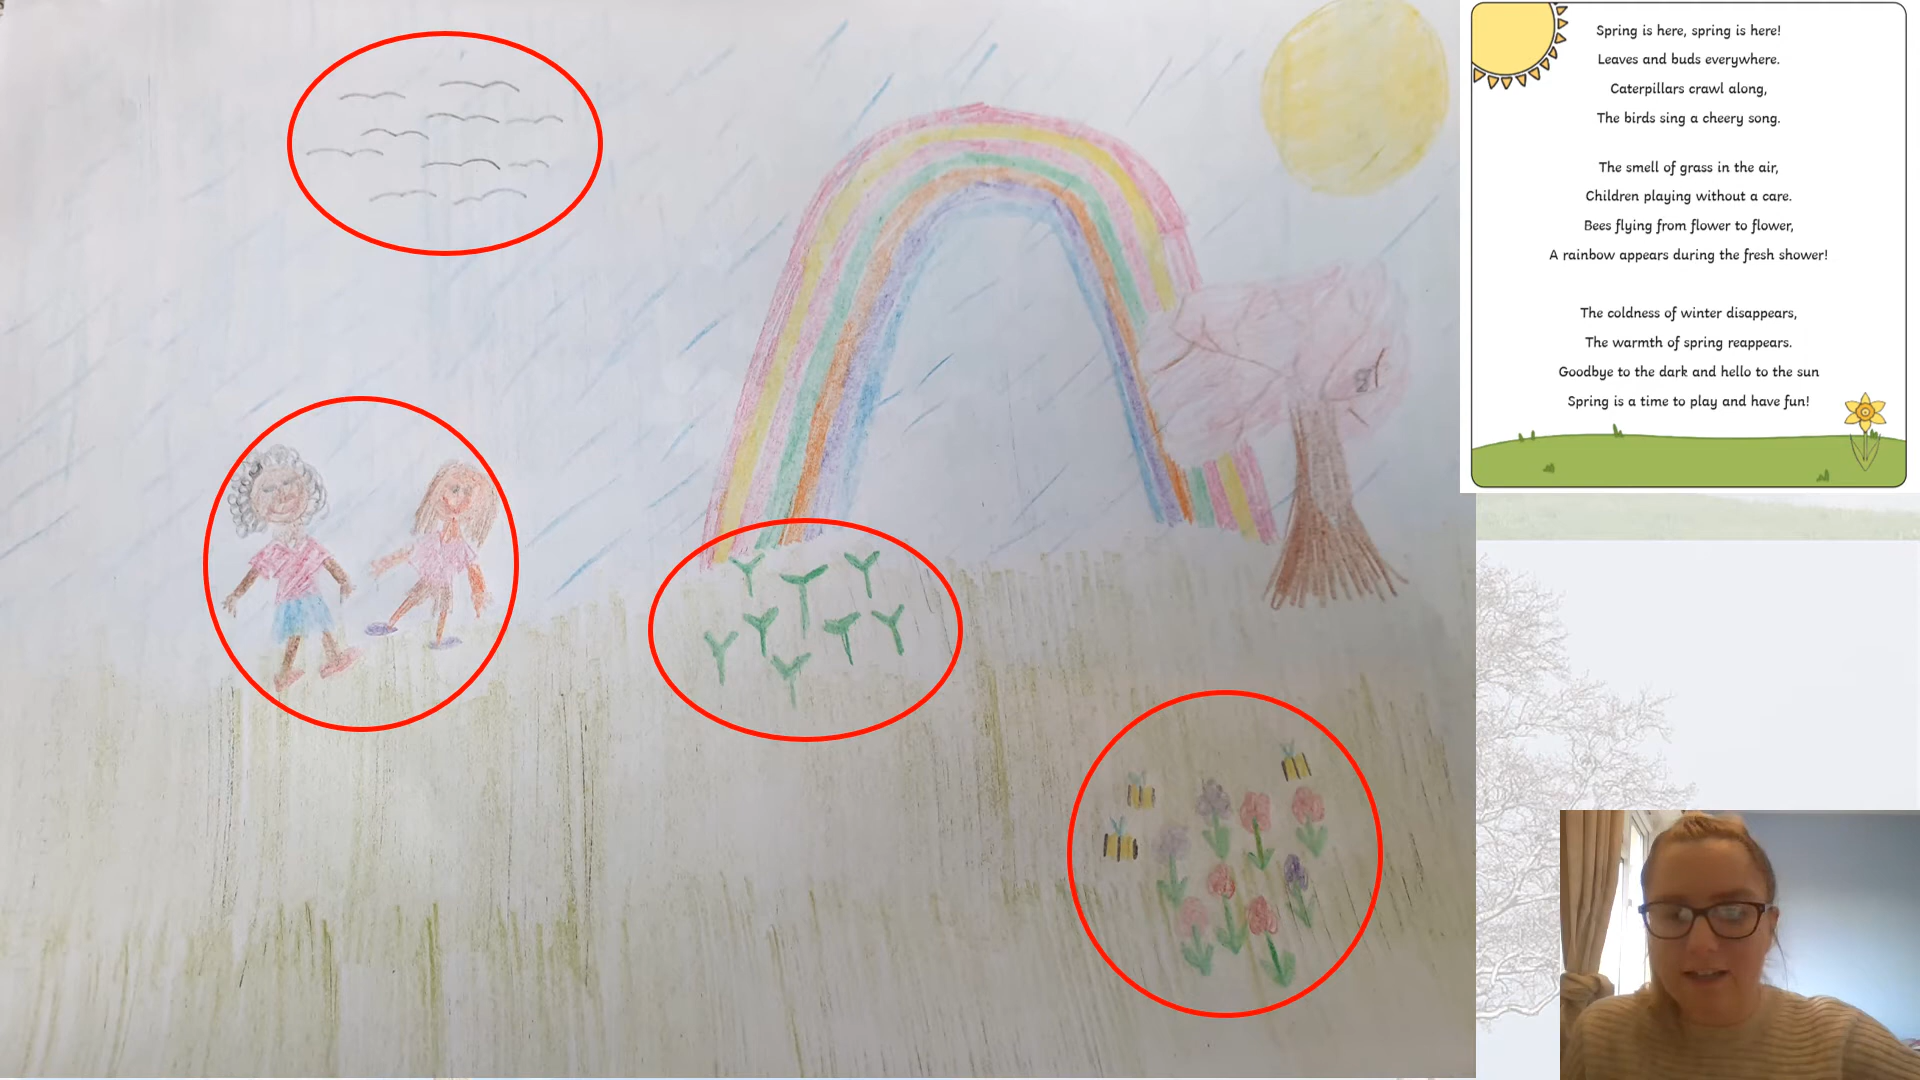 Spring is here, spring is here!
Leaves and buds everywhere.
Caterpillars crawl along,
The birds sing a cheery song.
The smell of grass in the air,
Children playing without a care.
Bees flying from flower to flower,
A rainbow appears during the fresh shower!
The coldness of winter disappears,
The warmth of spring reappears.
Goodbye to the dark and hello to the sun
Spring is a time to play and have fun!